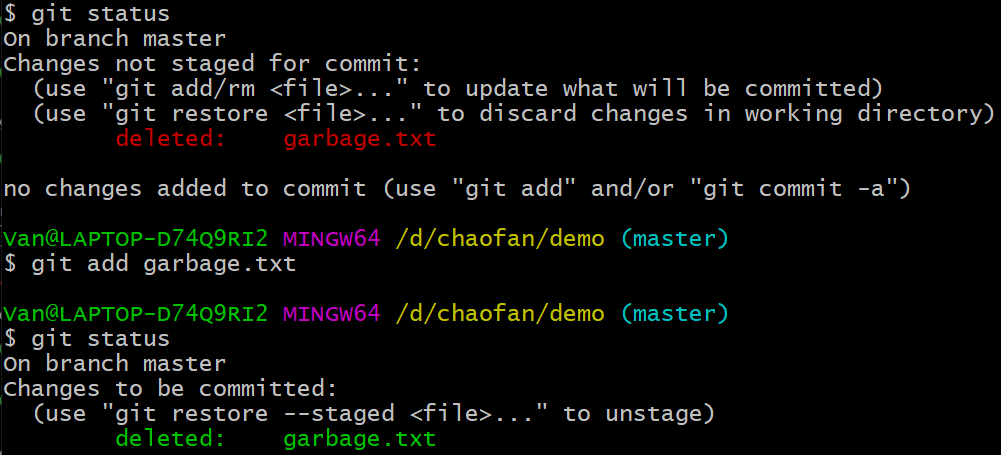 $ git status
On branch master
Changes not staged for commit:
  (use "git add/rm <file>..." to update what will be committed)
  (use "git restore <file>..." to discard changes in working directory)
        deleted:    garbage.txt

no changes added to commit (use "git add" and/or "git commit -a")

Van@LAPTOP-D74Q9RI2 MINGW64 /d/chaofan/demo (master)
$ git add garbage.txt

Van@LAPTOP-D74Q9RI2 MINGW64 /d/chaofan/demo (master)
$ git status
On branch master
Changes to be committed:
  (use "git restore --staged <file>..." to unstage)
        deleted:    garbage.txt